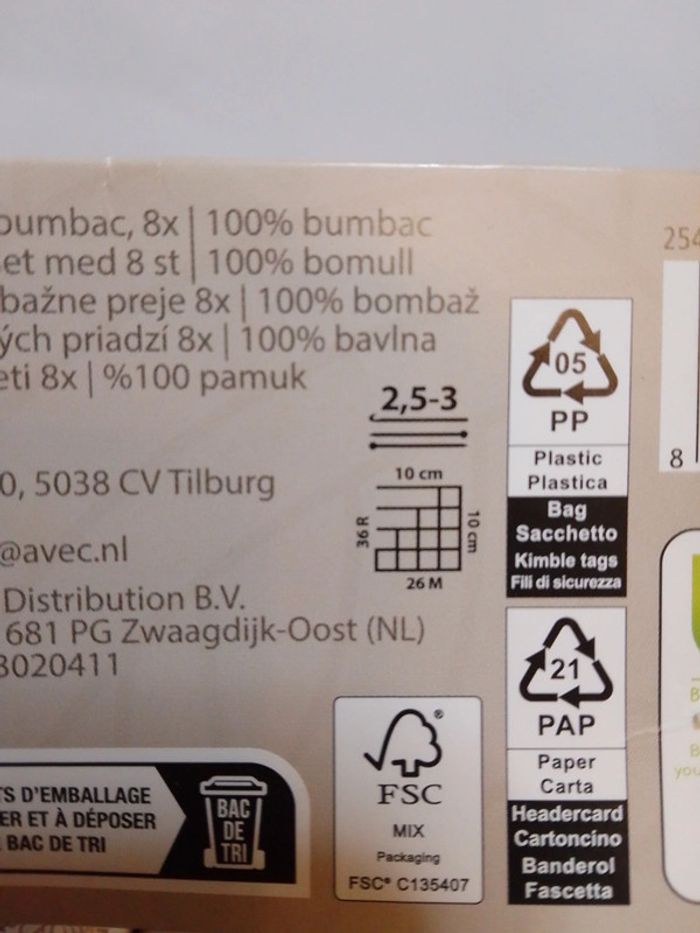 bumbac, 8x | 100% bumbac
et med 8 st | 100% bomull
bažne preje 8x | 100% bombaž
ých priadzí 8x | 100% bavlna
eti 8x | %100 pamuk
2,5-3
10 cm
36 R
10 cm
26 M
0, 5038 CV Tilburg
@avec.nl
Distribution B.V.
681 PG Zwaagdijk-Oost (NL)
3020411
TS D'EMBALLAGE
ER ET À DÉPOSER
BAC DE TRI
BAC
DE
TRI
®
FSC
MIX
Packaging
FSC® C135407
05
PP
Plastic
Plastica
Bag
Sacchetto
Kimble tags
Fili di sicurezza
21
PAP
Paper
Carta
Headercard
Cartoncino
Banderol
Fascetta
254
8
B
B
you